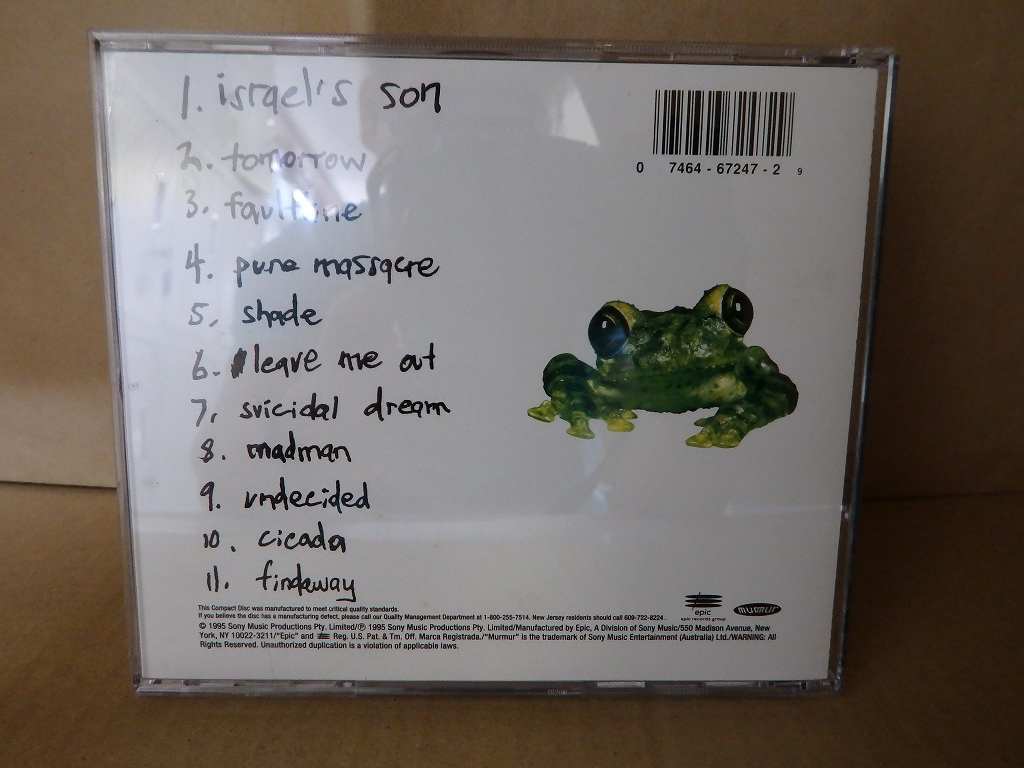 1. israel's son
2. tomorrow
3. faultline
4. pure massacre
5. shade
6. leave me out
7. suicidal dream
8. madman
9. undecided
10. cicada
11. findaway
0 7464 - 67247 - 2 9
epic
epic records group
murmur
This Compact Disc was manufactured to meet critical quality standards.
If you believe the disc has a manufacturing defect, please call our Quality Management Department at 1-800-255-7514. New Jersey residents should call 609-722-8224.
© 1995 Sony Music Productions Pty. Limited/℗ 1995 Sony Music Productions Pty. Limited/Manufactured by Epic, A Division of Sony Music/550 Madison Avenue, New
York, NY 10022-3211/"Epic" and Reg. U.S. Pat. & Tm. Off. Marca Registrada./"Murmur" is the trademark of Sony Music Entertainment (Australia) Ltd./WARNING: All
Rights Reserved. Unauthorized duplication is a violation of applicable laws.